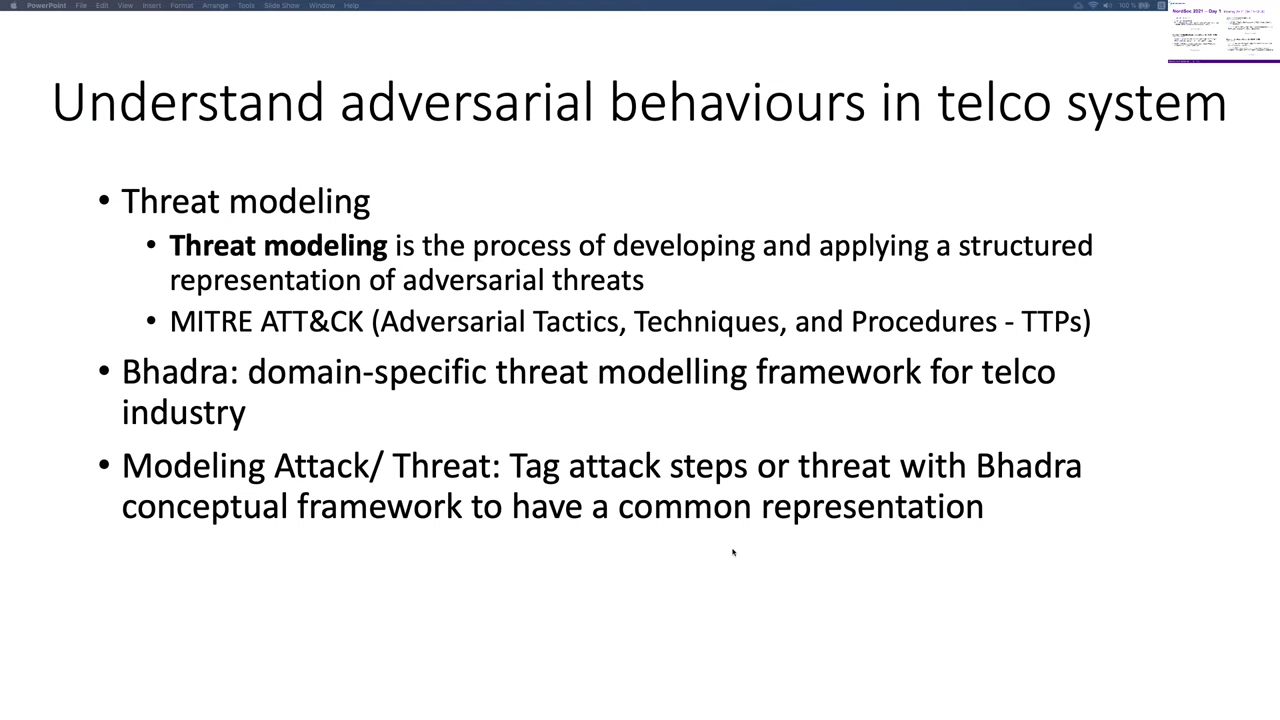 PowerPoint File Edit View Insert Format Arrange Tools Slide Show Window Help
100 %
NordSec 2021 – Day 1
Understand adversarial behaviours in telco system
• Threat modeling
• Threat modeling is the process of developing and applying a structured
representation of adversarial threats
• MITRE ATT&CK (Adversarial Tactics, Techniques, and Procedures - TTPs)
• Bhadra: domain-specific threat modelling framework for telco
industry
• Modeling Attack/ Threat: Tag attack steps or threat with Bhadra
conceptual framework to have a common representation